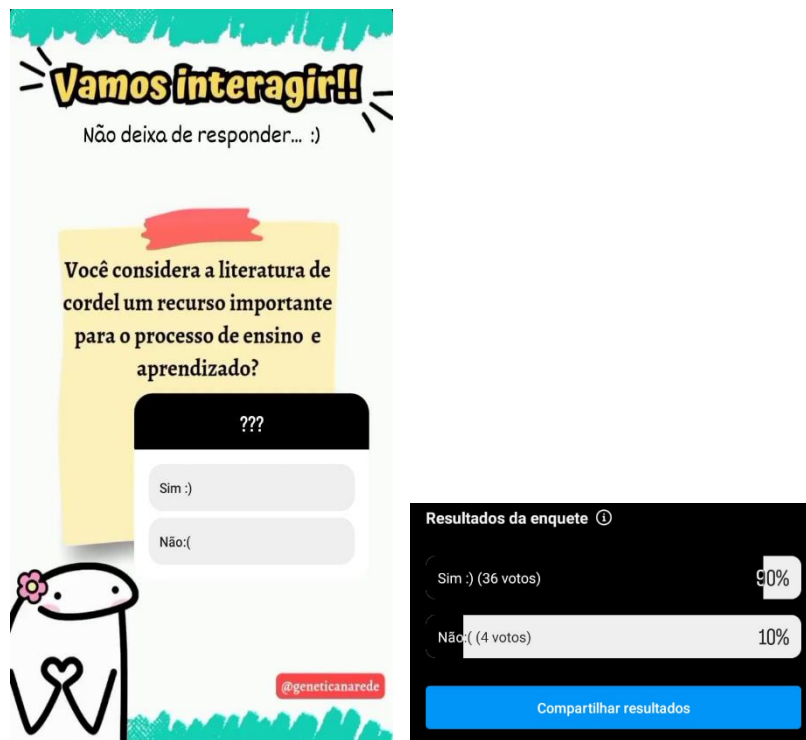 Vamos interagir!!
Não deixa de responder... :)
Você considera a literatura de
cordel um recurso importante
para o processo de ensino e
aprendizado?
???
Sim :)
Não:(
@geneticanarede
Resultados da enquete
Sim :) (36 votos) 90%
Não:( (4 votos) 10%
Compartilhar resultados